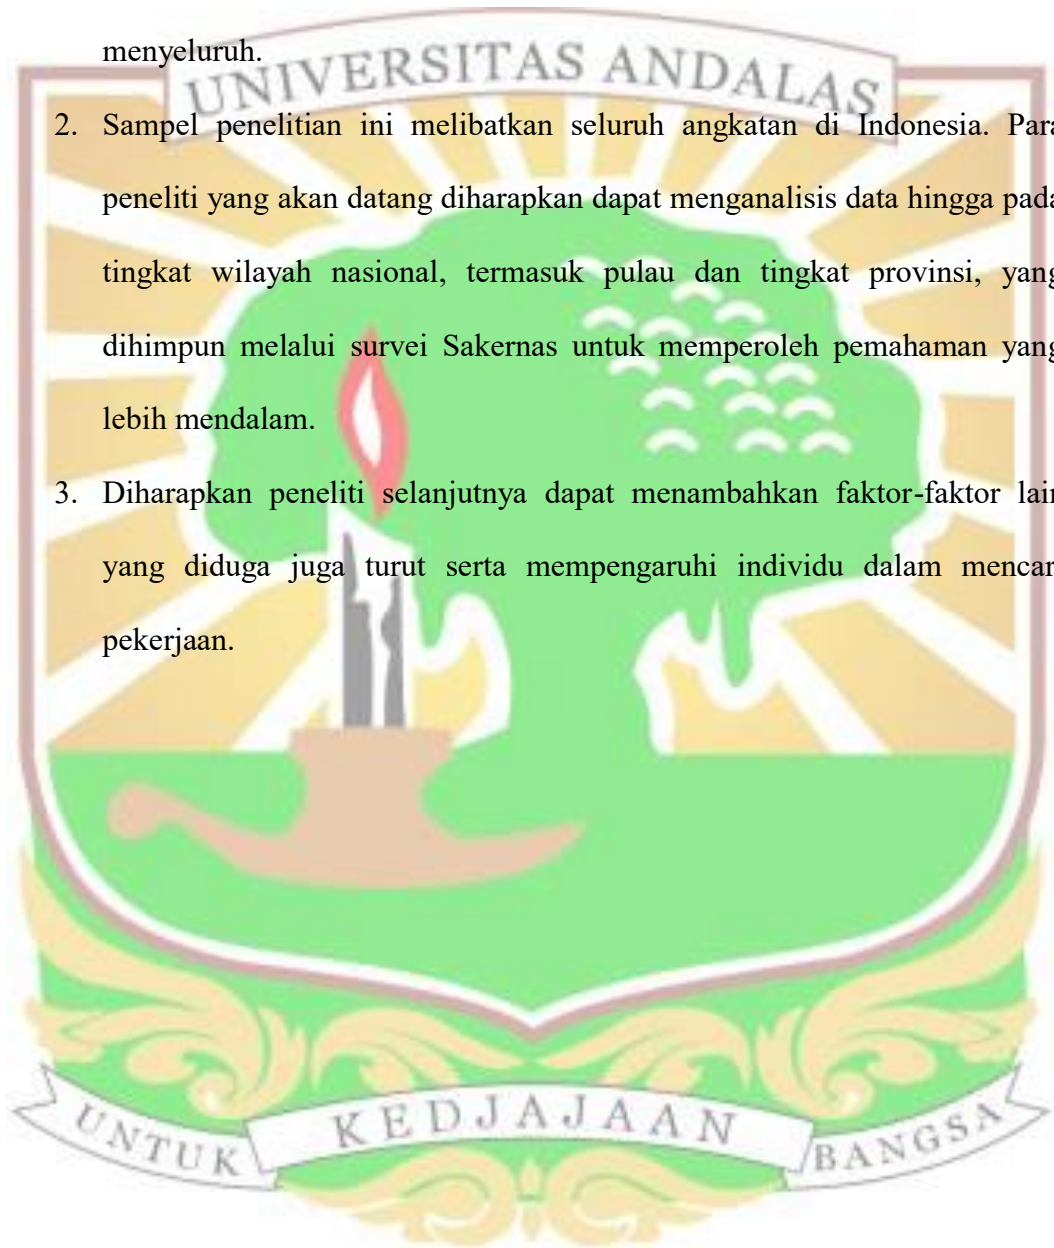 menyeluruh.
UNIVERSITAS ANDALAS
2. Sampel penelitian ini melibatkan seluruh angkatan di Indonesia. Para
peneliti yang akan datang diharapkan dapat menganalisis data hingga pada
tingkat wilayah nasional, termasuk pulau dan tingkat provinsi, yang
dihimpun melalui survei Sakernas untuk memperoleh pemahaman yang
lebih mendalam.
3. Diharapkan peneliti selanjutnya dapat menambahkan faktor-faktor lain
yang diduga juga turut serta mempengaruhi individu dalam mencari
pekerjaan.
UNTUK KEDJAJAAN BANGSA